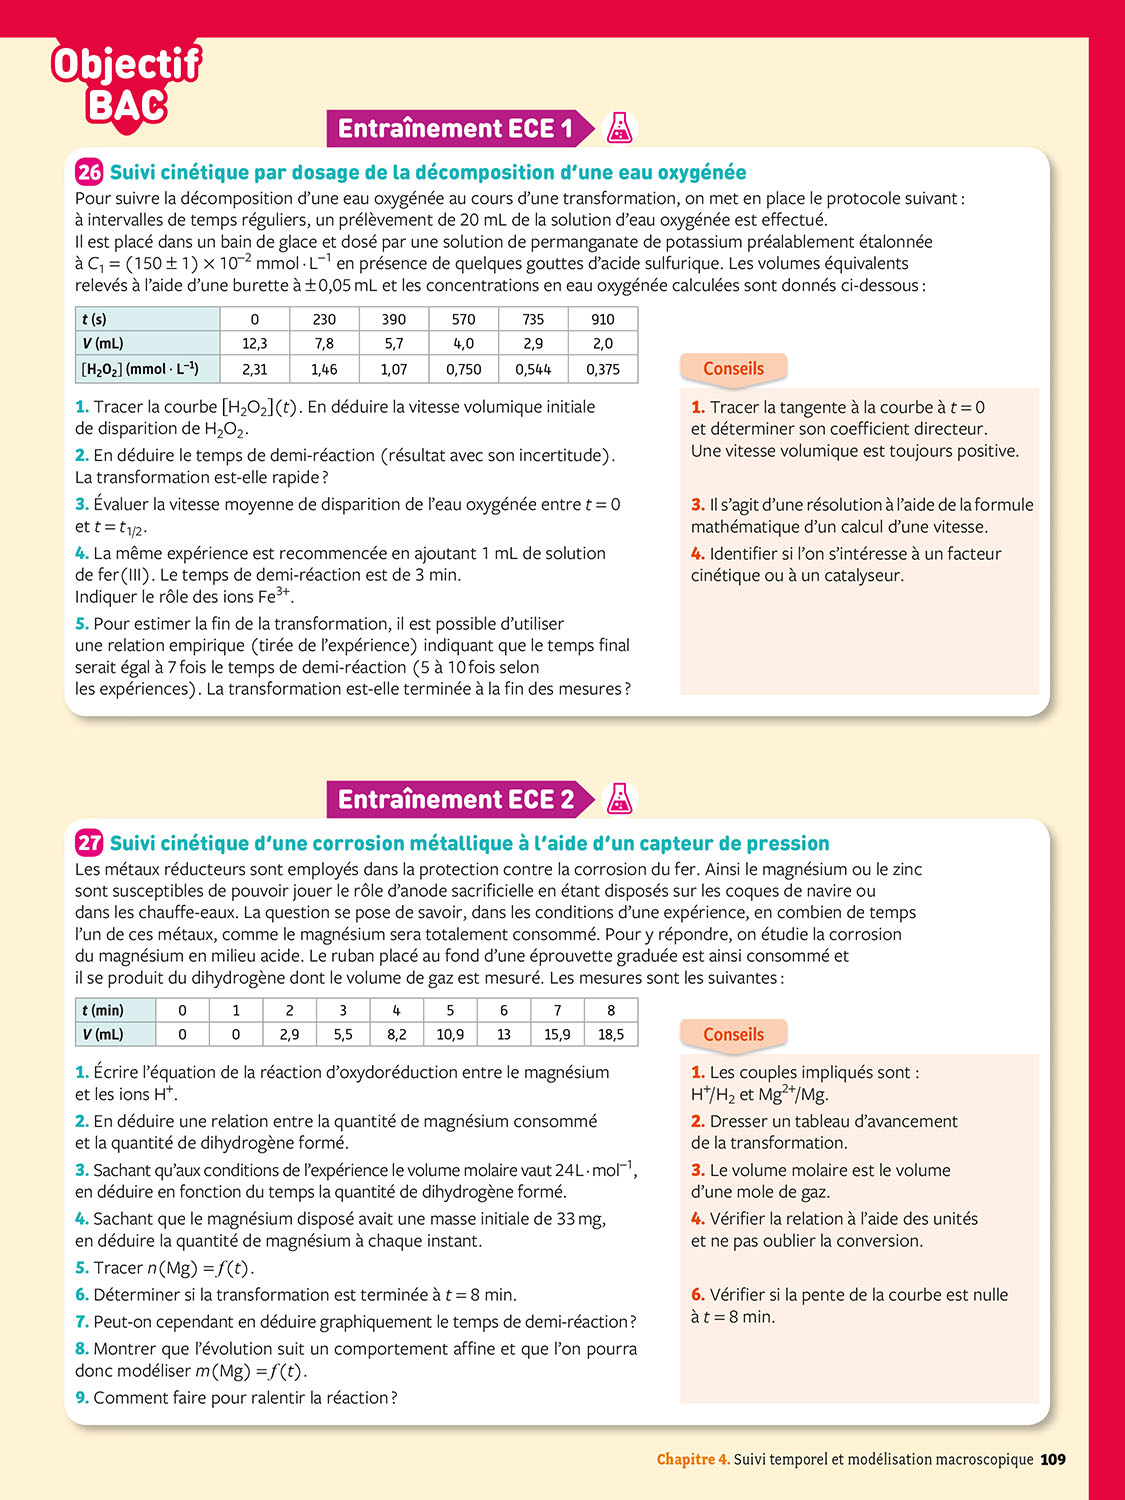 Objectif
BAC
Entraînement ECE 1
26 Suivi cinétique par dosage de la décomposition d'une eau oxygénée
Pour suivre la décomposition d'une eau oxygénée au cours d'une transformation, on met en place le protocole suivant :
à intervalles de temps réguliers, un prélèvement de 20 mL de la solution d'eau oxygénée est effectué.
Il est placé dans un bain de glace et dosé par une solution de permanganate de potassium préalablement étalonnée
à C₁ = (150 ± 1) × 10⁻² mmol·L⁻¹ en présence de quelques gouttes d'acide sulfurique. Les volumes équivalents
relevés à l'aide d'une burette à ±0,05 mL et les concentrations en eau oxygénée calculées sont donnés ci-dessous :
t (s) 0 230 390 570 735 910
V (mL) 12,3 7,8 5,7 4,0 2,9 2,0
[H₂O₂] (mmol · L⁻¹) 2,31 1,46 1,07 0,750 0,544 0,375
1. Tracer la courbe [H₂O₂](t). En déduire la vitesse volumique initiale
de disparition de H₂O₂.
2. En déduire le temps de demi-réaction (résultat avec son incertitude).
La transformation est-elle rapide ?
3. Évaluer la vitesse moyenne de disparition de l'eau oxygénée entre t = 0
et t = t₁/₂.
4. La même expérience est recommencée en ajoutant 1 mL de solution
de fer(III). Le temps de demi-réaction est de 3 min.
Indiquer le rôle des ions Fe³⁺.
5. Pour estimer la fin de la transformation, il est possible d'utiliser
une relation empirique (tirée de l'expérience) indiquant que le temps final
serait égal à 7 fois le temps de demi-réaction (5 à 10 fois selon
les expériences). La transformation est-elle terminée à la fin des mesures ?
Conseils
1. Tracer la tangente à la courbe à t = 0
et déterminer son coefficient directeur.
Une vitesse volumique est toujours positive.
3. Il s'agit d'une résolution à l'aide de la formule
mathématique d'un calcul d'une vitesse.
4. Identifier si l'on s'intéresse à un facteur
cinétique ou à un catalyseur.
Entraînement ECE 2
27 Suivi cinétique d'une corrosion métallique à l'aide d'un capteur de pression
Les métaux réducteurs sont employés dans la protection contre la corrosion du fer. Ainsi le magnésium ou le zinc
sont susceptibles de pouvoir jouer le rôle d'anode sacrificielle en étant disposés sur les coques de navire ou
dans les chauffe-eaux. La question se pose de savoir, dans les conditions d'une expérience, en combien de temps
l'un de ces métaux, comme le magnésium sera totalement consommé. Pour y répondre, on étudie la corrosion
du magnésium en milieu acide. Le ruban placé au fond d'une éprouvette graduée est ainsi consommé et
il se produit du dihydrogène dont le volume de gaz est mesuré. Les mesures sont les suivantes :
t (min) 0 1 2 3 4 5 6 7 8
V (mL) 0 0 2,9 5,5 8,2 10,9 13 15,9 18,5
1. Écrire l'équation de la réaction d'oxydoréduction entre le magnésium
et les ions H⁺.
2. En déduire une relation entre la quantité de magnésium consommé
et la quantité de dihydrogène formé.
3. Sachant qu'aux conditions de l'expérience le volume molaire vaut 24 L·mol⁻¹,
en déduire en fonction du temps la quantité de dihydrogène formé.
4. Sachant que le magnésium disposé avait une masse initiale de 33 mg,
en déduire la quantité de magnésium à chaque instant.
5. Tracer n(Mg) = f(t).
6. Déterminer si la transformation est terminée à t = 8 min.
7. Peut-on cependant en déduire graphiquement le temps de demi-réaction ?
8. Montrer que l'évolution suit un comportement affine et que l'on pourra
donc modéliser m(Mg) = f(t).
9. Comment faire pour ralentir la réaction ?
Conseils
1. Les couples impliqués sont :
H⁺/H₂ et Mg²⁺/Mg.
2. Dresser un tableau d'avancement
de la transformation.
3. Le volume molaire est le volume
d'une mole de gaz.
4. Vérifier la relation à l'aide des unités
et ne pas oublier la conversion.
6. Vérifier si la pente de la courbe est nulle
à t = 8 min.
Chapitre 4. Suivi temporel et modélisation macroscopique 109